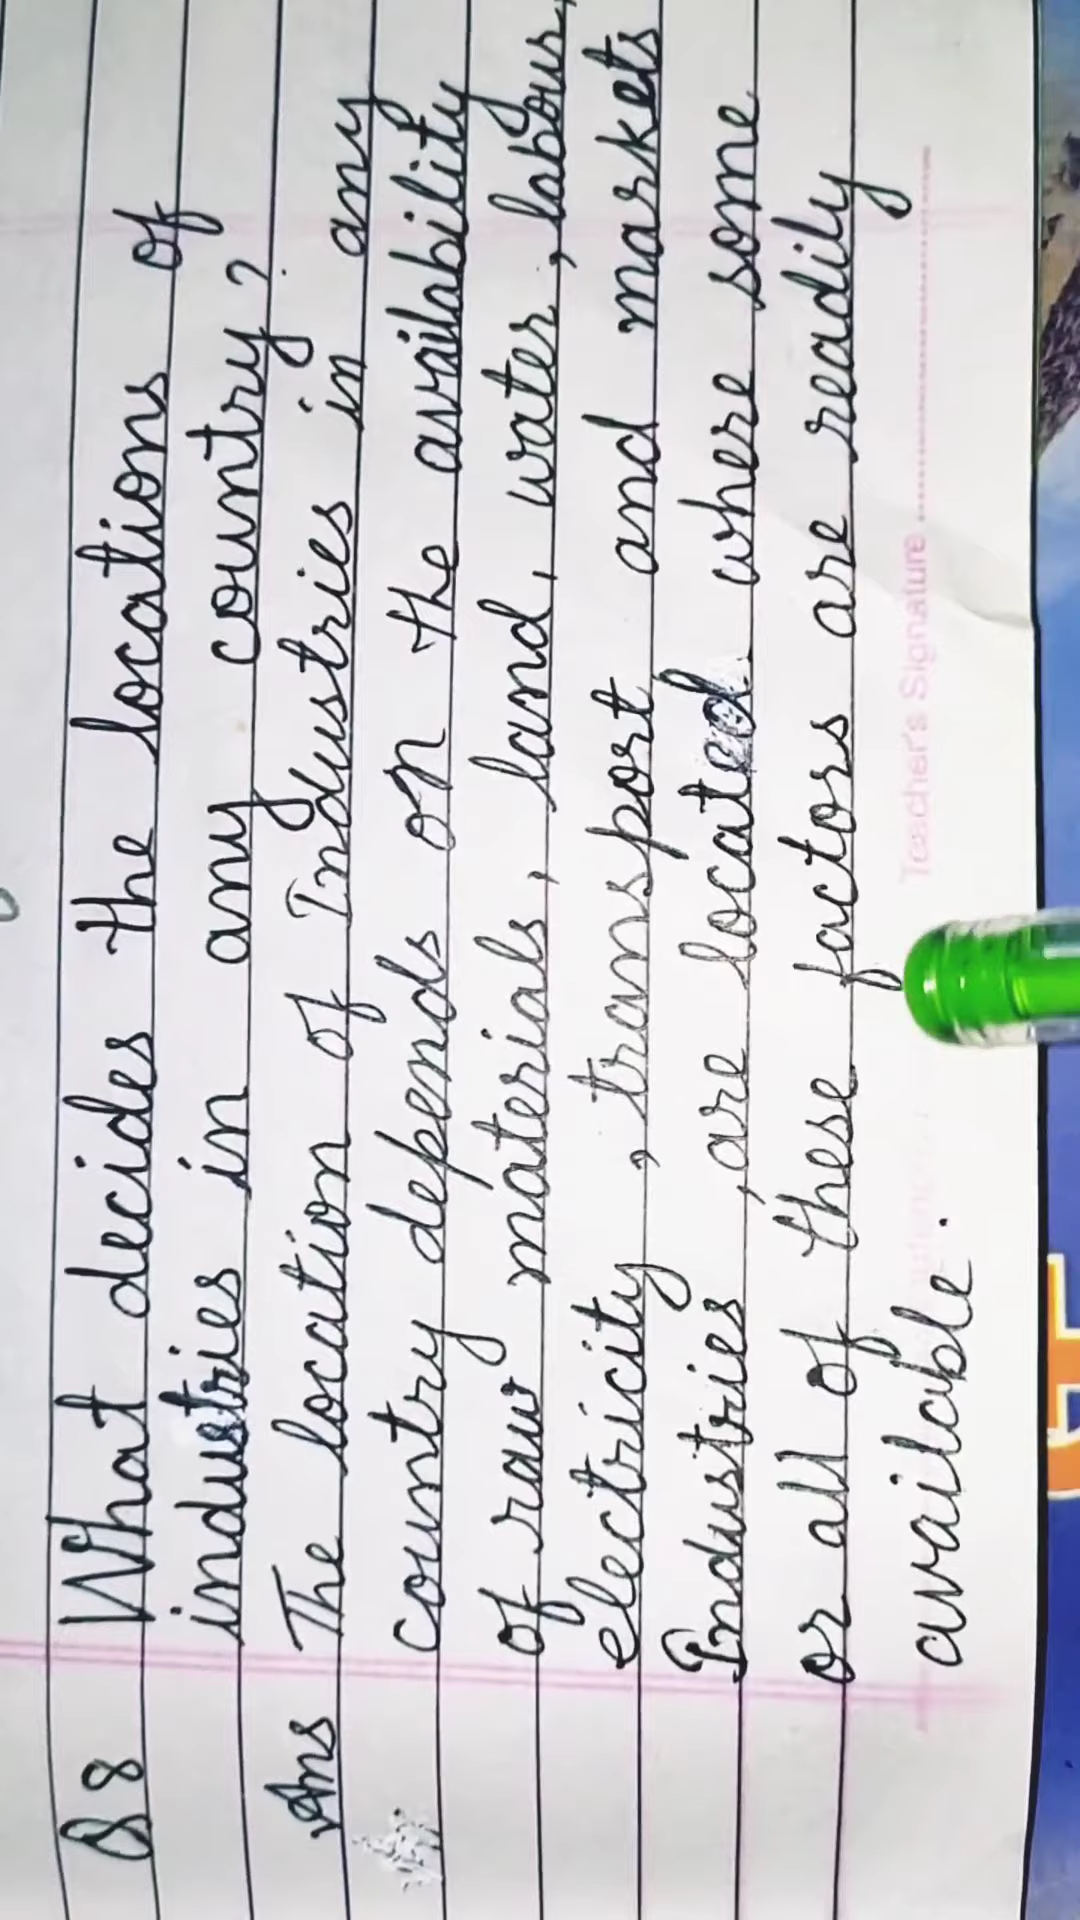 Q8 What decides the locations of
industries in any country?
Ans The location of Industries in any
country depends on the availability
of raw materials, land, water, labour,
electricity, transport and markets
Industries, are located where some
or all of these factors are readily
available.
Teacher's Signature